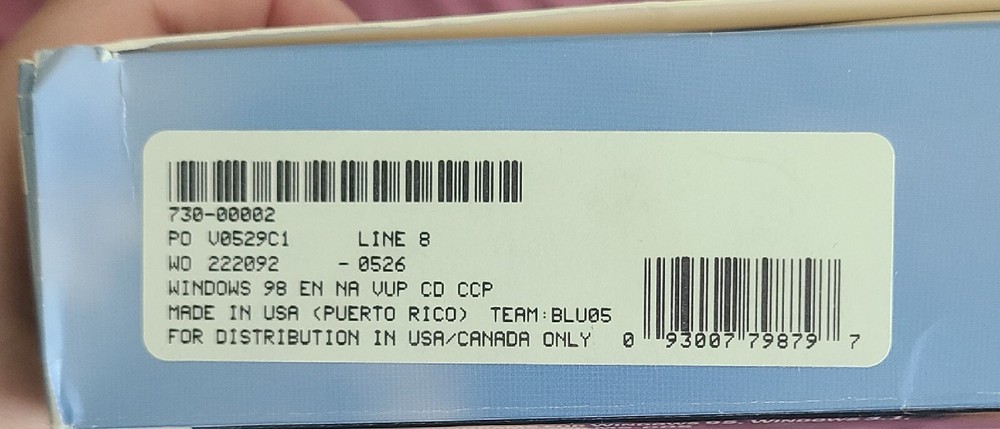 730-00002
PO V0529C1 LINE 8
WO 222092 - 0526
WINDOWS 98 EN NA VUP CD CCP
MADE IN USA (PUERTO RICO) TEAM:BLU05
FOR DISTRIBUTION IN USA/CANADA ONLY
0 93007 79879 7
WINDOWS